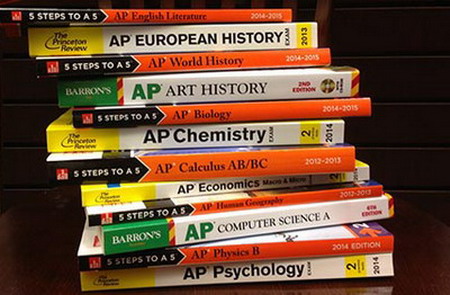 5 STEPS TO A 5 AP English Literature 2014-2015
The Princeton Review AP EUROPEAN HISTORY EXAM 2013
5 STEPS TO A 5 AP World History 2014-2015
BARRON'S AP ART HISTORY 2ND EDITION
5 STEPS TO A 5 AP Biology 2014-2015
The Princeton Review AP Chemistry EXAM 2 2014
5 STEPS TO A 5 AP Calculus AB/BC 2012-2013
The Princeton Review AP Economics Macro & Micro
5 STEPS TO A 5 AP Human Geography 2012-2013
BARRON'S AP COMPUTER SCIENCE A 6TH EDITION
5 STEPS TO A 5 AP Physics B 2014 EDITION
The Princeton Review AP Psychology EXAM 2 2014